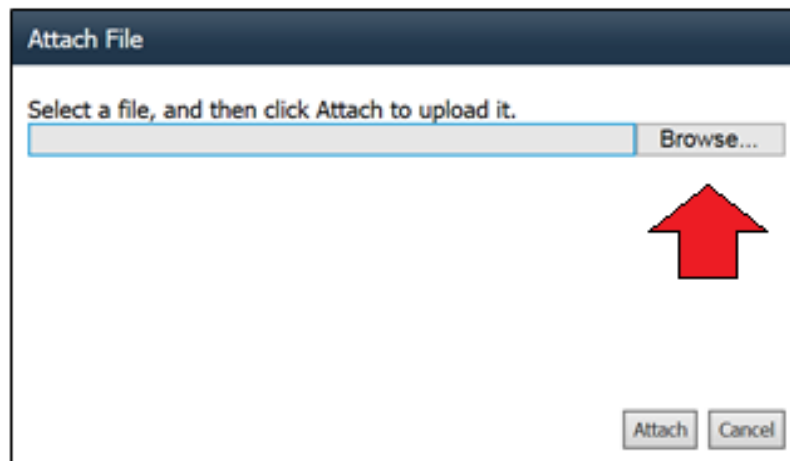 Attach File
Select a file, and then click Attach to upload it.
Browse...
Attach Cancel